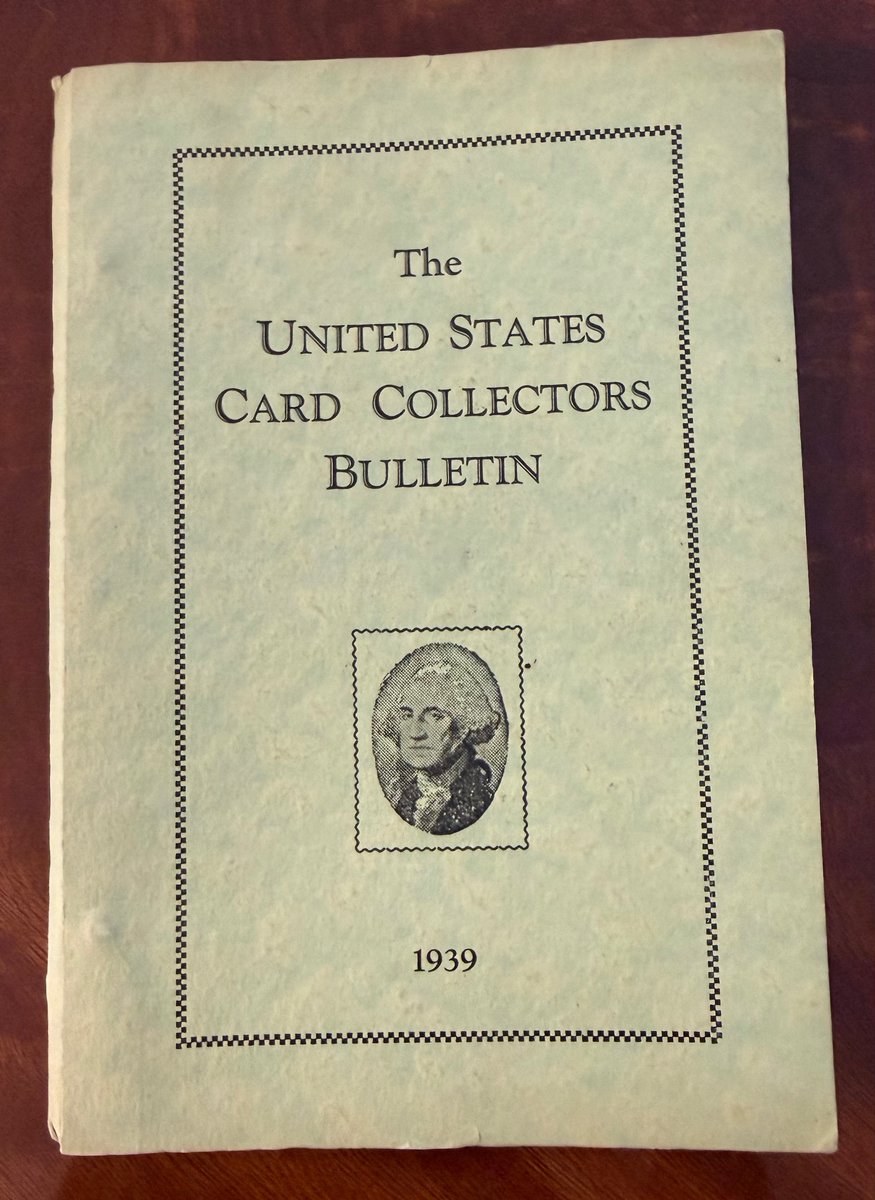 The
UNITED STATES
CARD COLLECTORS
BULLETIN
1939